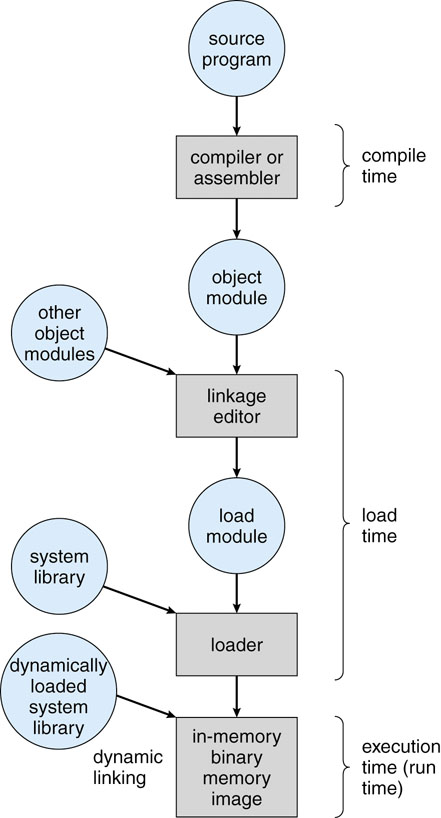 source
program
compiler or
assembler
compile
time
object
module
other
object
modules
linkage
editor
load
module
load
time
system
library
loader
dynamically
loaded
system
library
dynamic
linking
in-memory
binary
memory
image
execution
time (run
time)